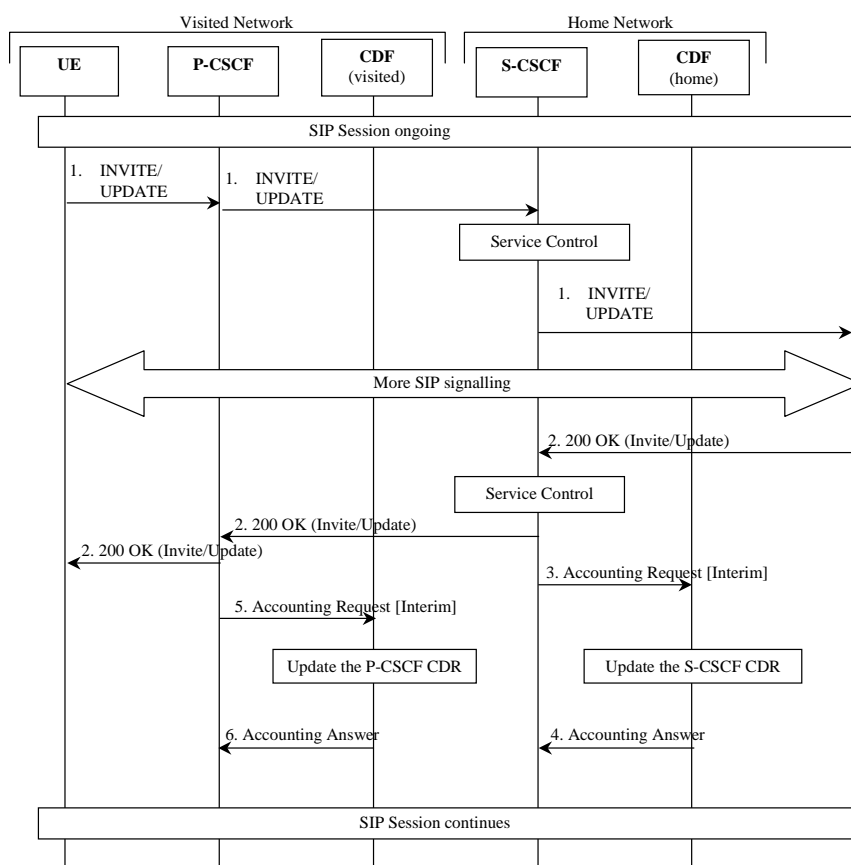 Visited Network
Home Network
UE
P-CSCF
CDF
(visited)
S-CSCF
CDF
(home)
SIP Session ongoing
1. INVITE/
UPDATE
1. INVITE/
UPDATE
Service Control
1. INVITE/
UPDATE
More SIP signalling
2. 200 OK (Invite/Update)
Service Control
2. 200 OK (Invite/Update)
2. 200 OK (Invite/Update)
3. Accounting Request [Interim]
5. Accounting Request [Interim]
Update the P-CSCF CDR
Update the S-CSCF CDR
6. Accounting Answer
4. Accounting Answer
SIP Session continues